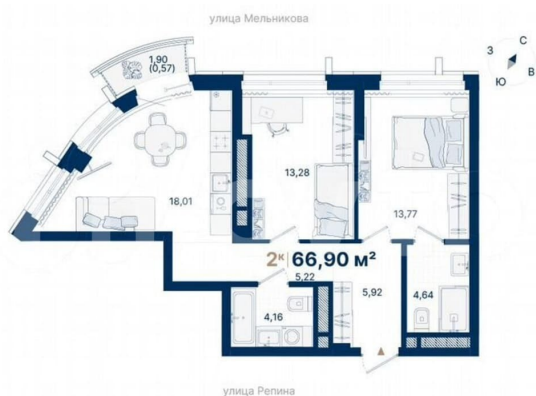 улица Мельникова
1,90
(0,57)
З
С
Ю
В
13,28
18,01
13,77
2к 66,90 м²
5,22
5,92
4,64
4,16
улица Репина